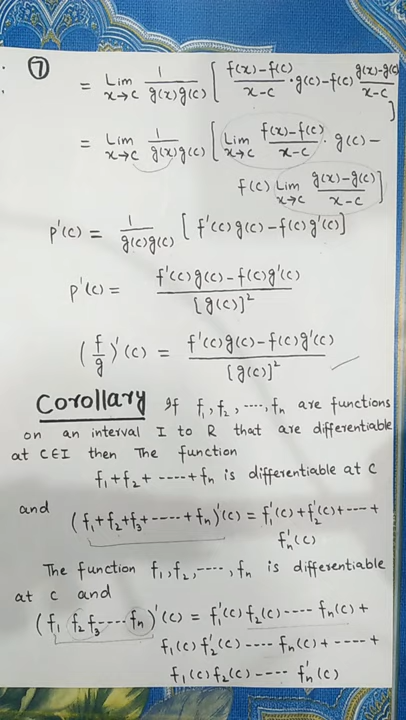 ⑦
= Lim x→c 1/(g(x)g(c)) [ (f(x)-f(c))/(x-c) · g(c) - f(c) (g(x)-g(c))/(x-c) ]
= Lim x→c 1/(g(x)g(c)) [ Lim x→c (f(x)-f(c))/(x-c) · g(c) -
f(c) Lim x→c (g(x)-g(c))/(x-c) ]
p'(c) = 1/(g(c)g(c)) [ f'(c)g(c) - f(c)g'(c) ]
p'(c) = (f'(c)g(c) - f(c)g'(c))/[g(c)]²
(f/g)'(c) = (f'(c)g(c) - f(c)g'(c))/[g(c)]²
Corollary If f₁, f₂, ----, fₙ are functions
on an interval I to R that are differentiable
at C∈I then The function
f₁+f₂+ ----+fₙ is differentiable at c
and (f₁+f₂+f₃+----+fₙ)'(c) = f₁'(c)+f₂'(c)+---+
fₙ'(c)
The function f₁, f₂, ----, fₙ is differentiable
at c and
(f₁ f₂ f₃---- fₙ)'(c) = f₁'(c) f₂(c)---- fₙ(c) +
f₁(c) f₂'(c) ---- fₙ(c)+----+
f₁(c) f₂(c) ---- fₙ'(c)